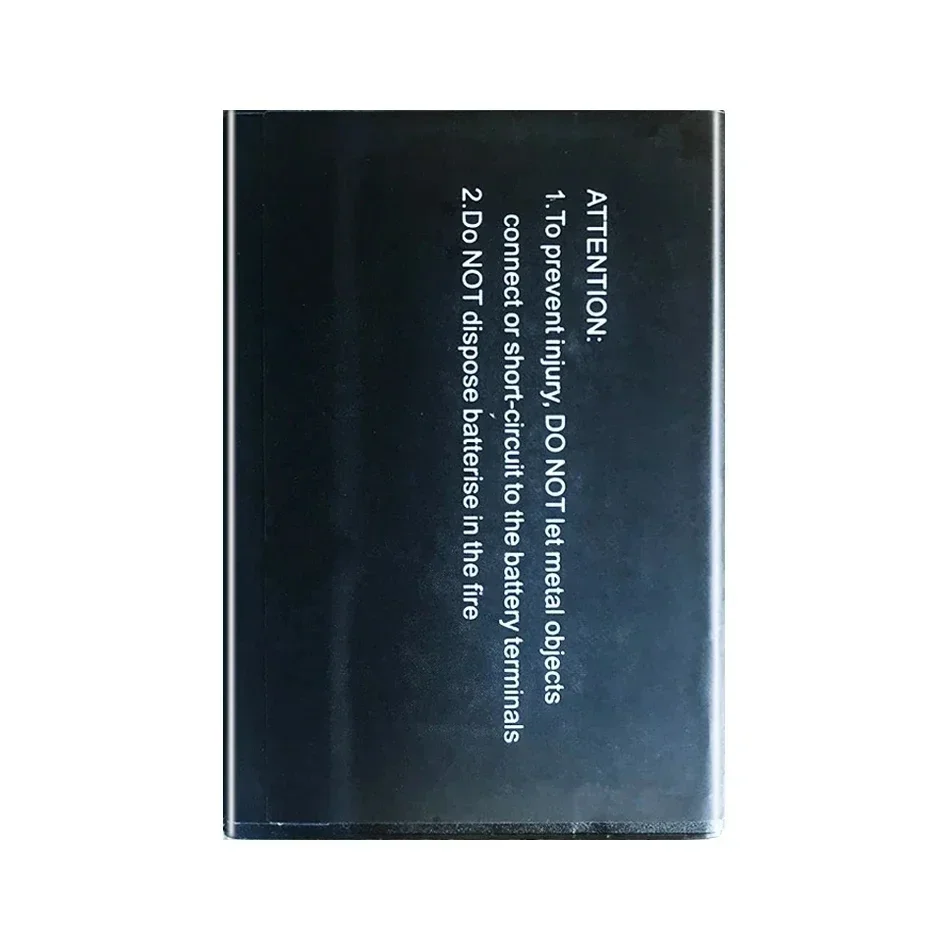 ATTENTION:
1.To prevent injury, DO NOT let metal objects
connect or short-circuit to the battery terminals
2.Do NOT dispose batterise in the fire